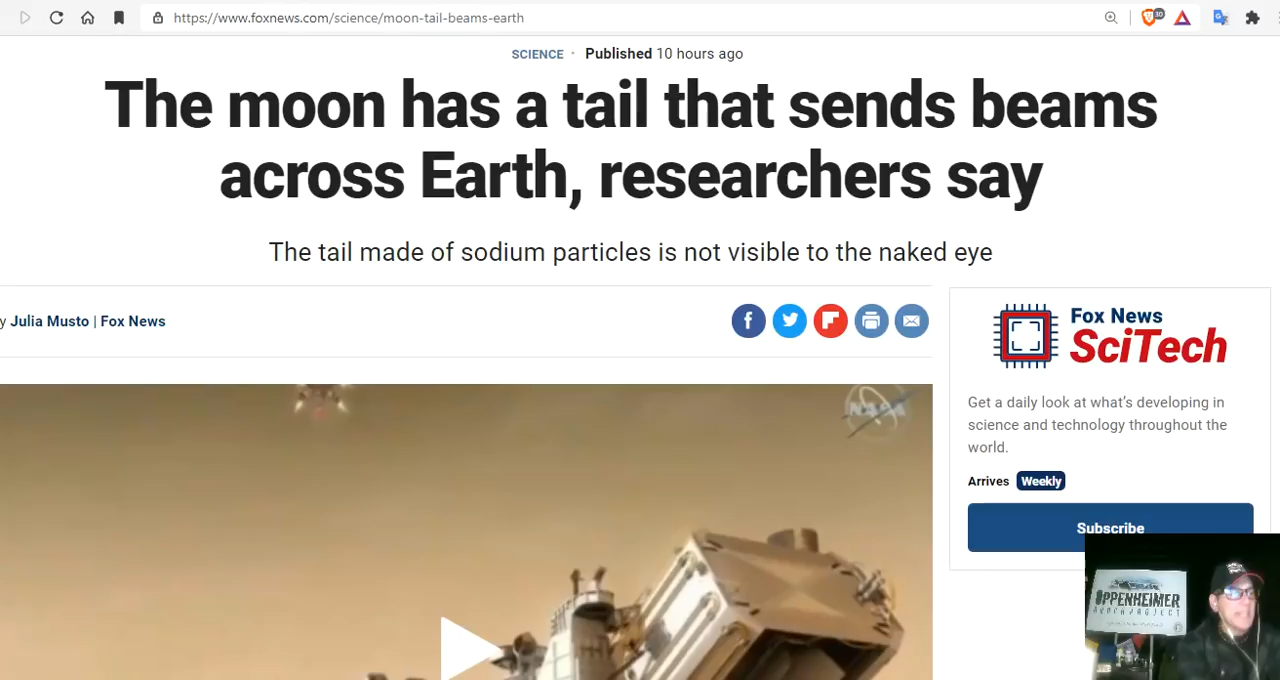 https://www.foxnews.com/science/moon-tail-beams-earth
30
SCIENCE · Published 10 hours ago
The moon has a tail that sends beams
across Earth, researchers say
The tail made of sodium particles is not visible to the naked eye
y Julia Musto | Fox News
Fox News
SciTech
Get a daily look at what’s developing in
science and technology throughout the
world.
Arrives Weekly
Subscribe
NASA
OPPENHEIMER